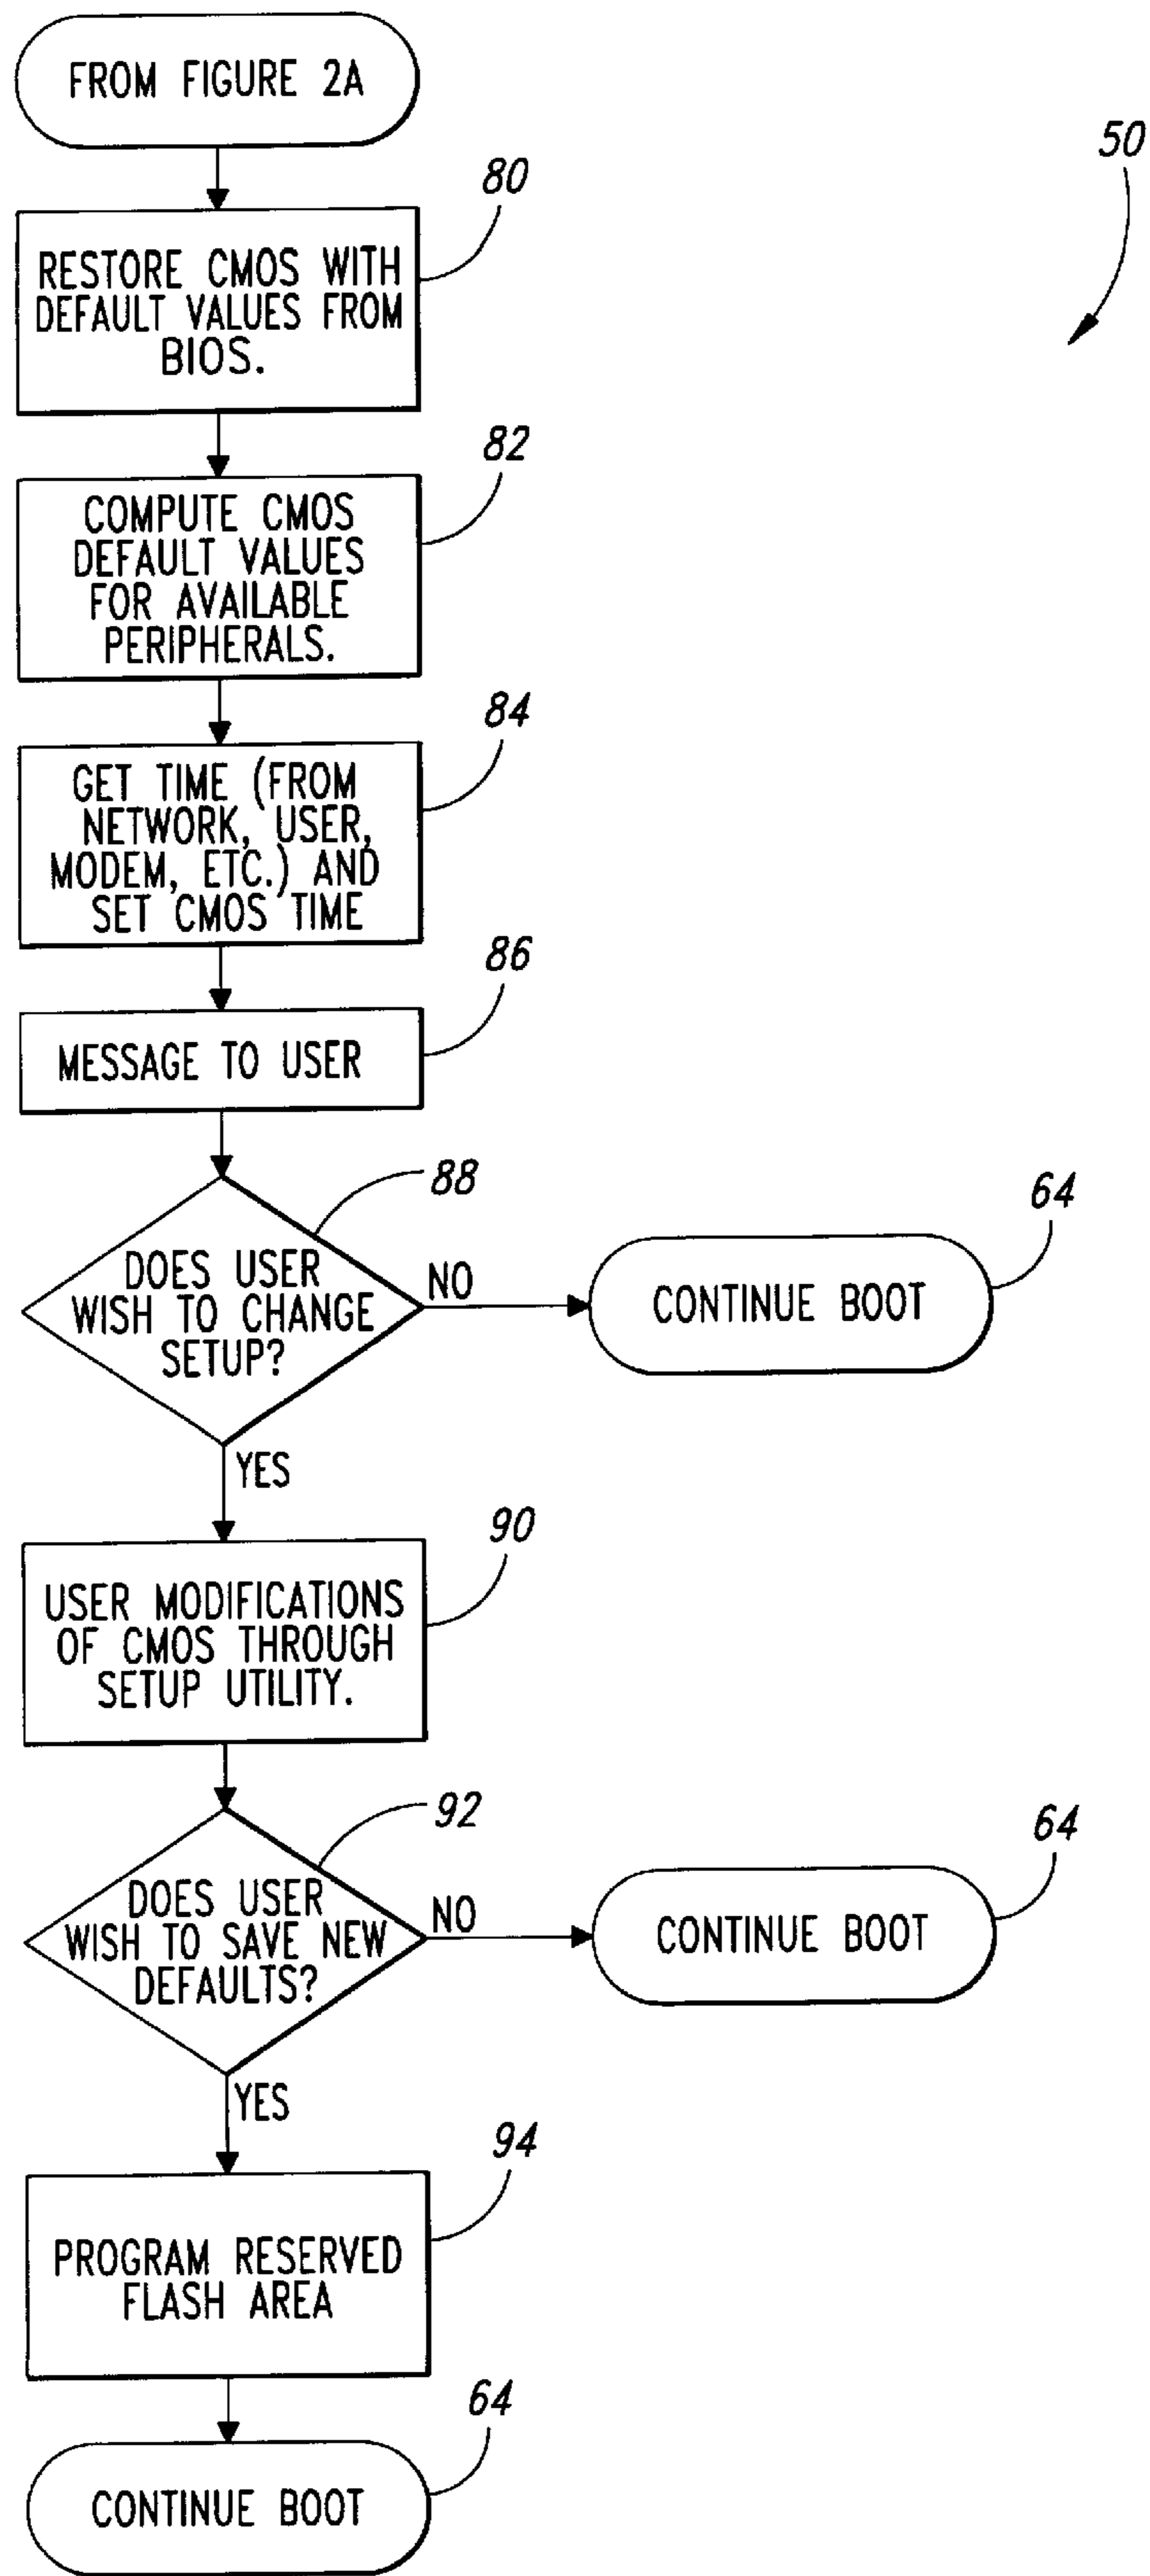 FROM FIGURE 2A
50
80
RESTORE CMOS WITH
DEFAULT VALUES FROM
BIOS.
82
COMPUTE CMOS
DEFAULT VALUES
FOR AVAILABLE
PERIPHERALS.
84
GET TIME (FROM
NETWORK, USER,
MODEM, ETC.) AND
SET CMOS TIME
86
MESSAGE TO USER
88
DOES USER
WISH TO CHANGE
SETUP?
NO
64
CONTINUE BOOT
YES
90
USER MODIFICATIONS
OF CMOS THROUGH
SETUP UTILITY.
92
DOES USER
WISH TO SAVE NEW
DEFAULTS?
NO
64
CONTINUE BOOT
YES
94
PROGRAM RESERVED
FLASH AREA
64
CONTINUE BOOT